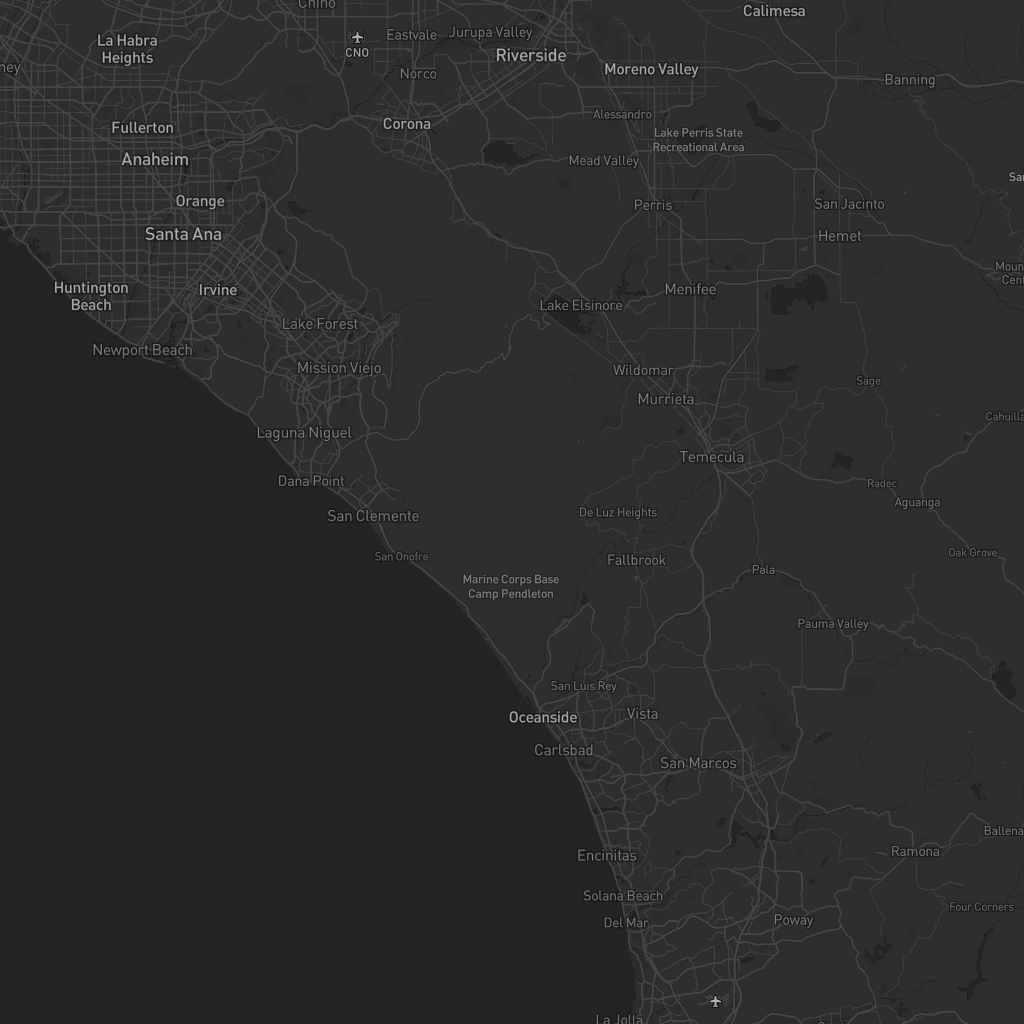 Chino
Calimesa
Eastvale
Jurupa Valley
La Habra
Heights
CNO
Riverside
Moreno Valley
Norco
Banning
Alessandro
Fullerton
Corona
Lake Perris State
Recreational Area
Anaheim
Mead Valley
Orange
Perris
San Jacinto
Santa Ana
Hemet
Huntington
Beach
Irvine
Menifee
Lake Elsinore
Lake Forest
Newport Beach
Mission Viejo
Wildomar
Sage
Murrieta
Cahuilla
Laguna Niguel
Temecula
Dana Point
Radec
Aguanga
San Clemente
De Luz Heights
San Onofre
Fallbrook
Oak Grove
Pala
Marine Corps Base
Camp Pendleton
Pauma Valley
San Luis Rey
Oceanside
Vista
Carlsbad
San Marcos
Ballena
Encinitas
Ramona
Solana Beach
Four Corners
Del Mar
Poway
La Jolla